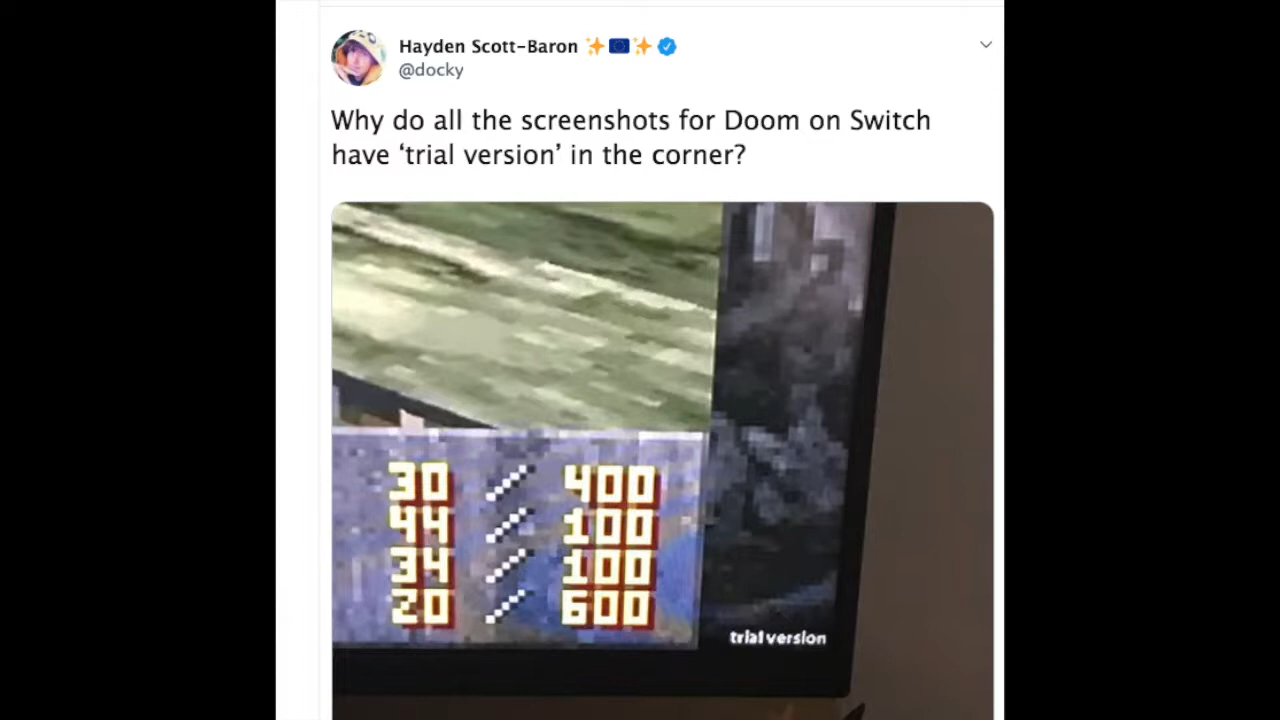 Hayden Scott-Baron
@docky
Why do all the screenshots for Doom on Switch
have ‘trial version’ in the corner?
30 / 400
44 / 100
34 / 100
20 / 600
trial version